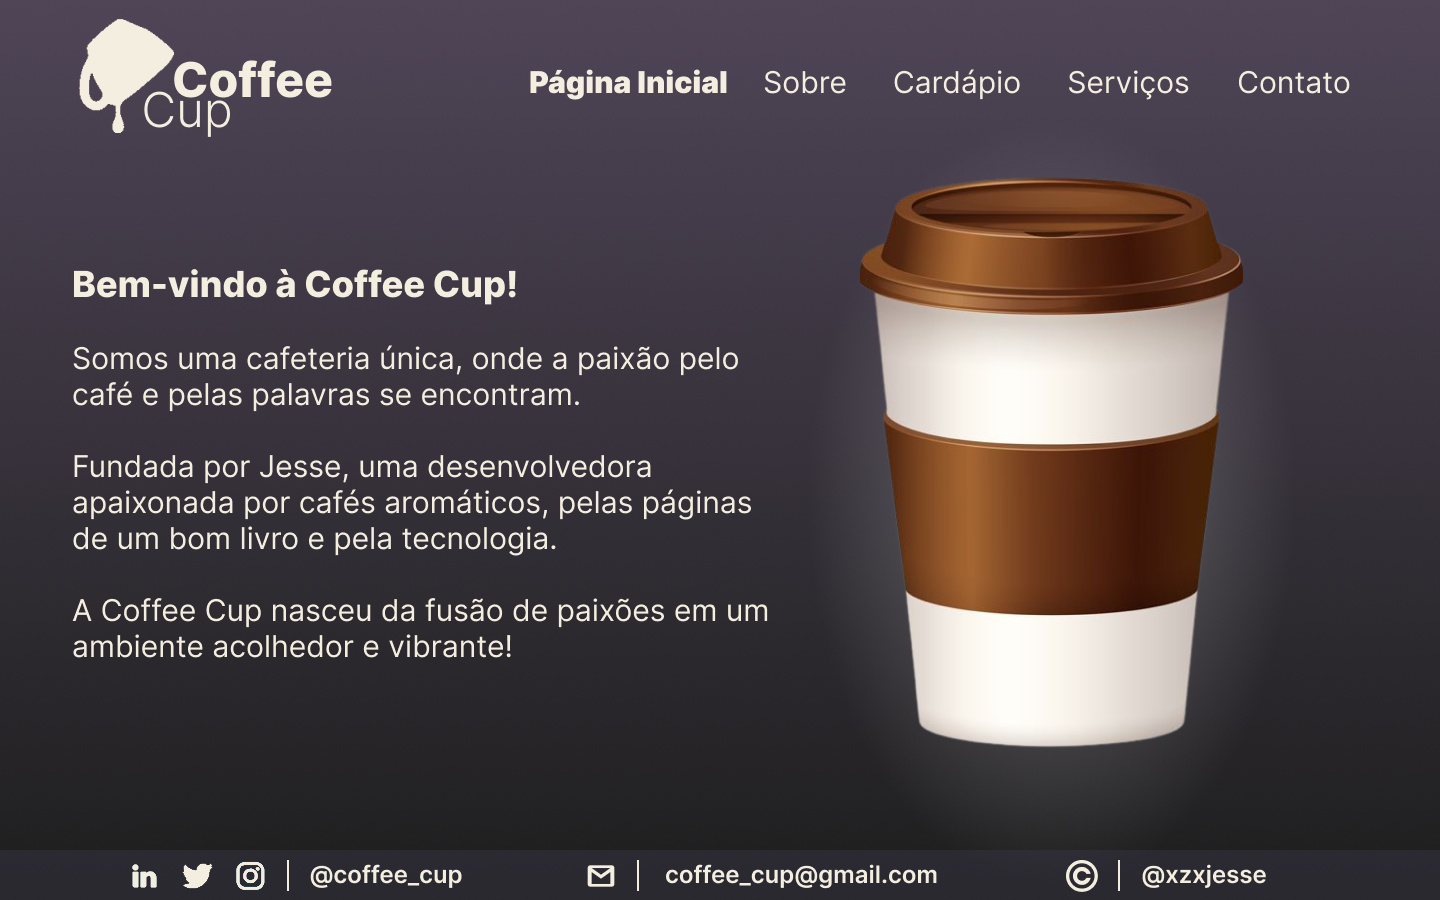 Coffee
Cup
Página Inicial Sobre Cardápio Serviços Contato
Bem-vindo à Coffee Cup!
Somos uma cafeteria única, onde a paixão pelo
café e pelas palavras se encontram.
Fundada por Jesse, uma desenvolvedora
apaixonada por cafés aromáticos, pelas páginas
de um bom livro e pela tecnologia.
A Coffee Cup nasceu da fusão de paixões em um
ambiente acolhedor e vibrante!
in @coffee_cup coffee_cup@gmail.com © @xzxjesse